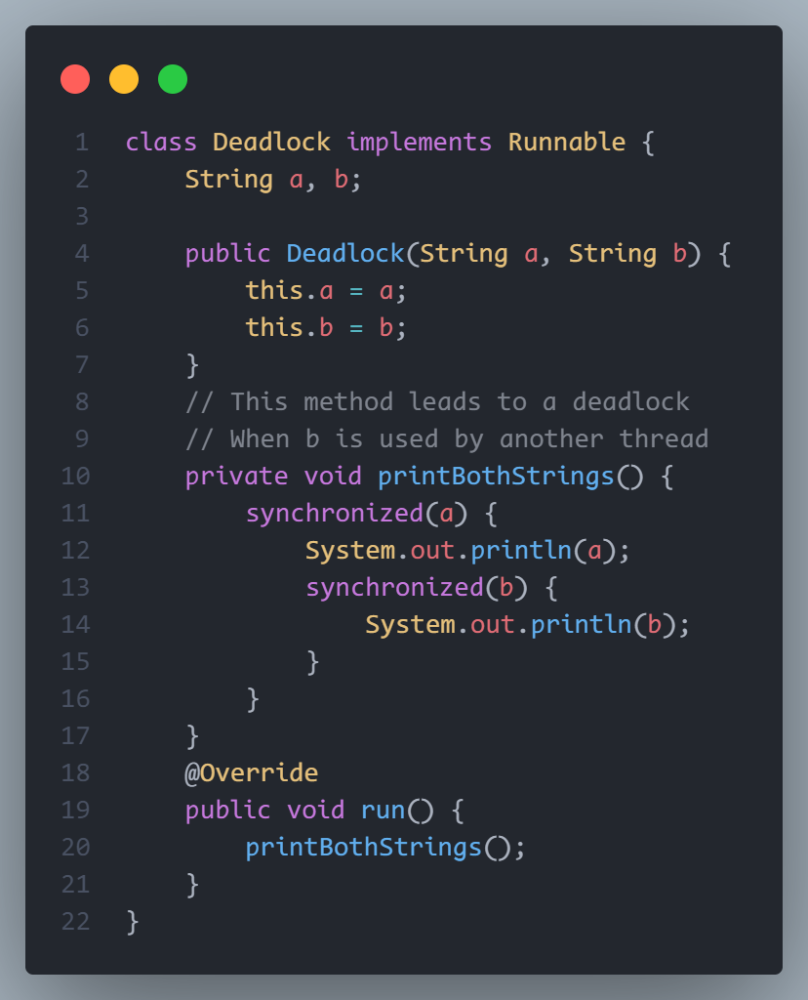 1 class Deadlock implements Runnable {
2     String a, b;
3
4     public Deadlock(String a, String b) {
5         this.a = a;
6         this.b = b;
7     }
8     // This method leads to a deadlock
9     // When b is used by another thread
10     private void printBothStrings() {
11         synchronized(a) {
12             System.out.println(a);
13             synchronized(b) {
14                 System.out.println(b);
15             }
16         }
17     }
18     @Override
19     public void run() {
20         printBothStrings();
21     }
22 }